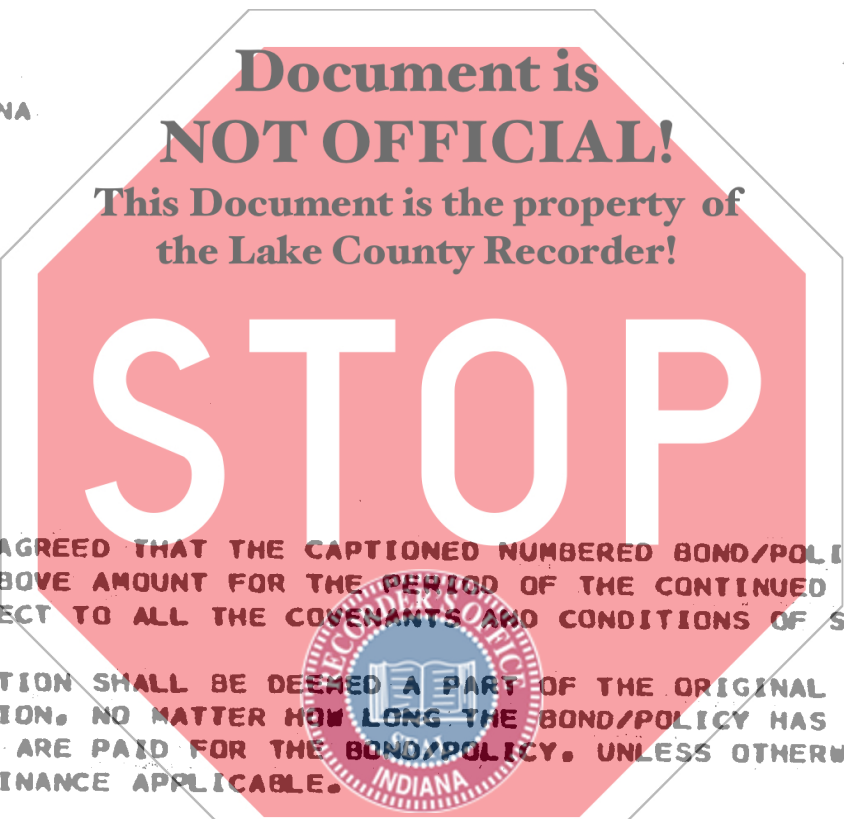 Document is
NA
NOT OFFICIAL!
This Document is the property of
the Lake County Recorder!
STOP
AGREED THAT THE CAPTIONED NUMBERED BOND/POLI
BOVE AMOUNT FOR THE PERIOD OF THE CONTINUED
ECT TO ALL THE COVENANTS AND CONDITIONS OF S
TION SHALL BE DEEMED A PART OF THE ORIGINAL
ION. NO MATTER HOW LONG THE BOND/POLICY HAS
ARE PAID FOR THE BOND/POLICY. UNLESS OTHERW
INANCE APPLICABLE.
RECORDER'S OFFICE
SEAL
INDIANA